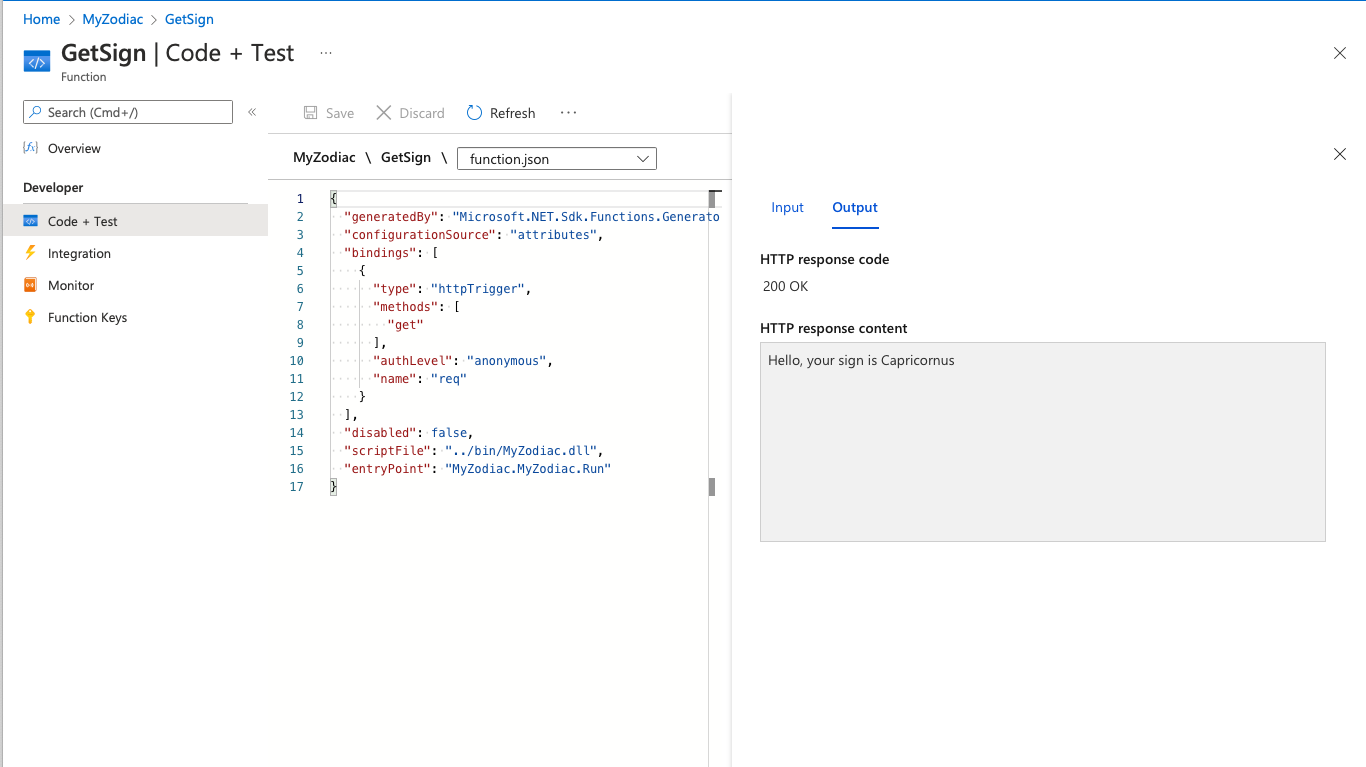 Home > MyZodiac > GetSign
GetSign | Code + Test ...
Function
Search (Cmd+/) «
Overview
Developer
Code + Test
Integration
Monitor
Function Keys
Save Discard Refresh ...
MyZodiac \ GetSign \ function.json
1 {
2 "generatedBy": "Microsoft.NET.Sdk.Functions.Generato
3 "configurationSource": "attributes",
4 "bindings": [
5 {
6 "type": "httpTrigger",
7 "methods": [
8 "get"
9 ],
10 "authLevel": "anonymous",
11 "name": "req"
12 }
13 ],
14 "disabled": false,
15 "scriptFile": "../bin/MyZodiac.dll",
16 "entryPoint": "MyZodiac.MyZodiac.Run"
17 }
Input Output
HTTP response code
200 OK
HTTP response content
Hello, your sign is Capricornus